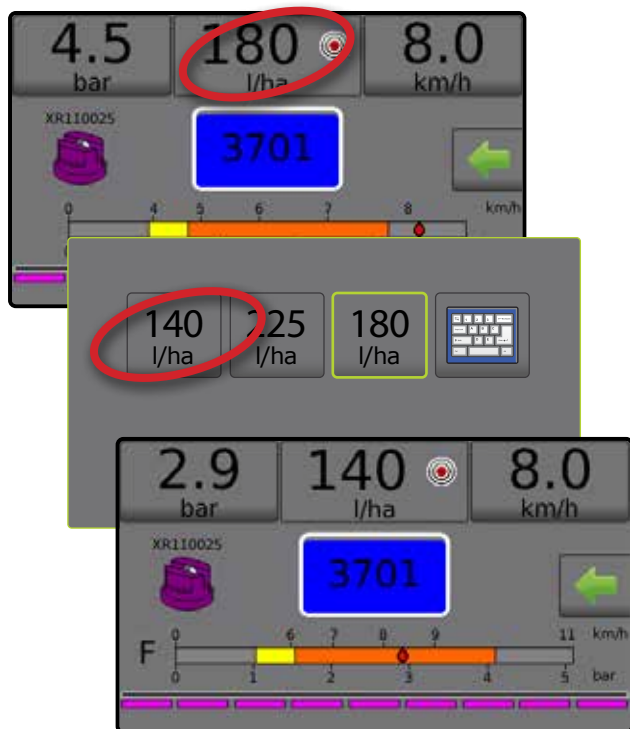 4.5 180 8.0
bar l/ha km/h
XR110025
3701
0 4 5 6 7 8 km/h
140 225 180
l/ha l/ha l/ha
2.9 140 8.0
bar l/ha km/h
XR110025
3701
0 6 7 8 9 11 km/h
F
0 1 2 3 4 5 bar